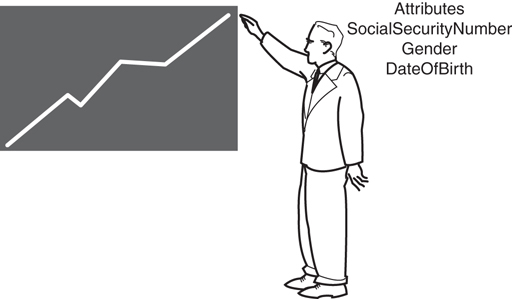 Attributes
SocialSecurityNumber
Gender
DateOfBirth